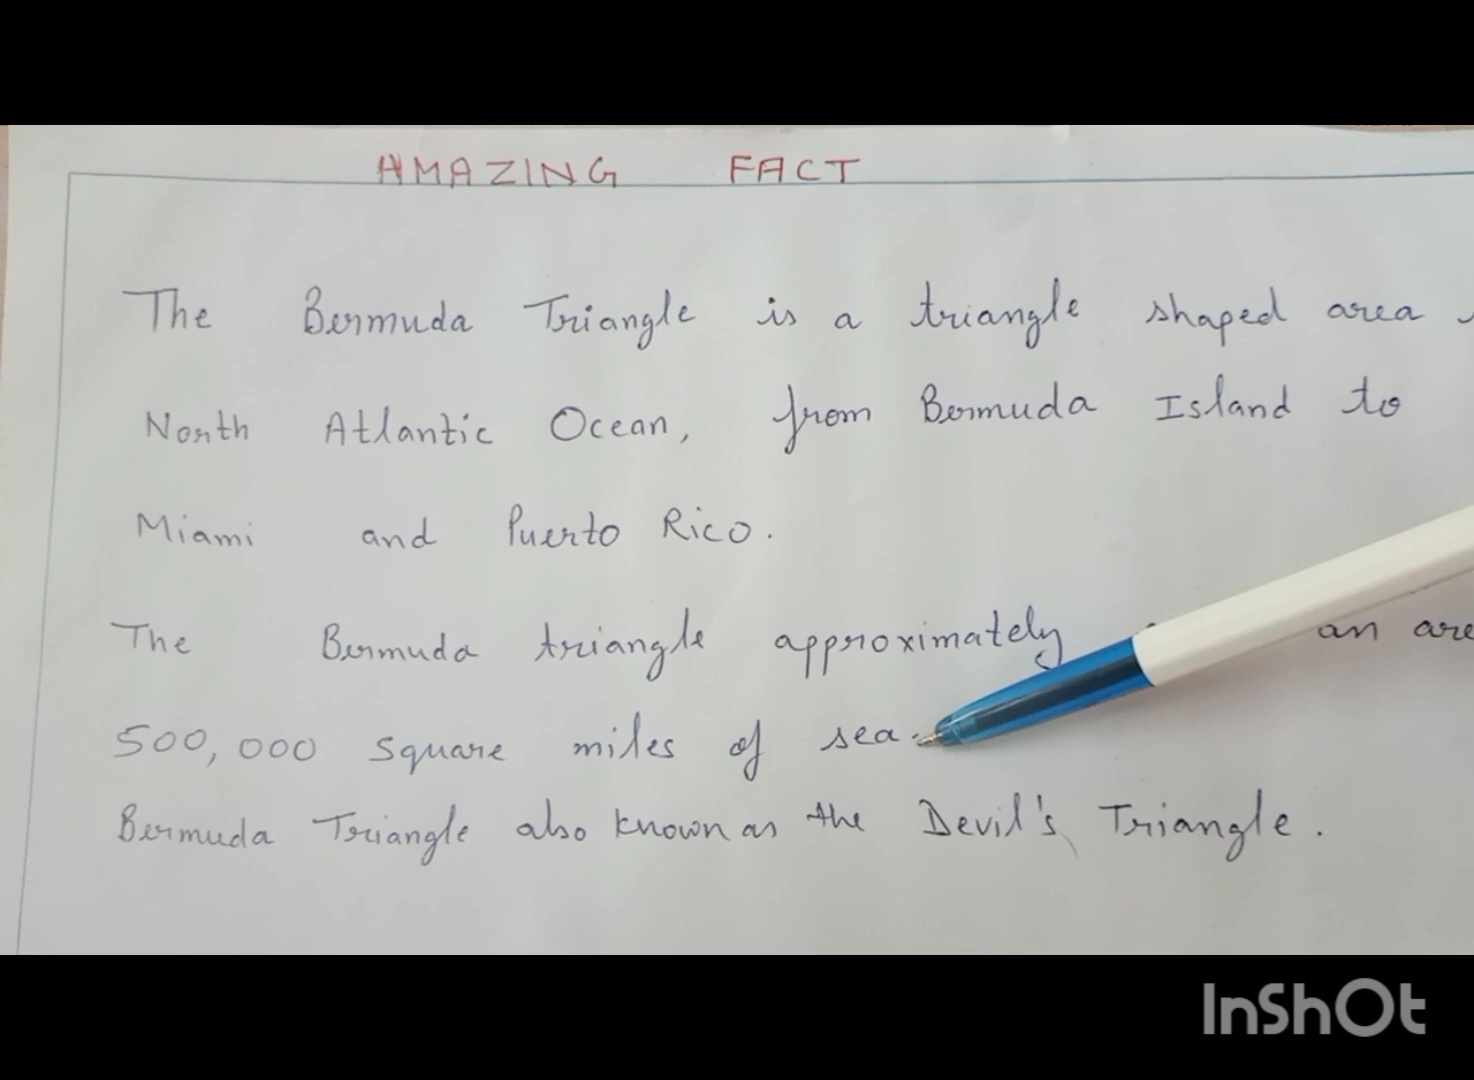 AMAZING FACT
The Bermuda Triangle is a triangle shaped area
North Atlantic Ocean, from Bermuda Island to
Miami and Puerto Rico.
The Bermuda triangle approximately an
500,000 square miles of sea.
Bermuda Triangle also known as the Devil's Triangle.
InShOt